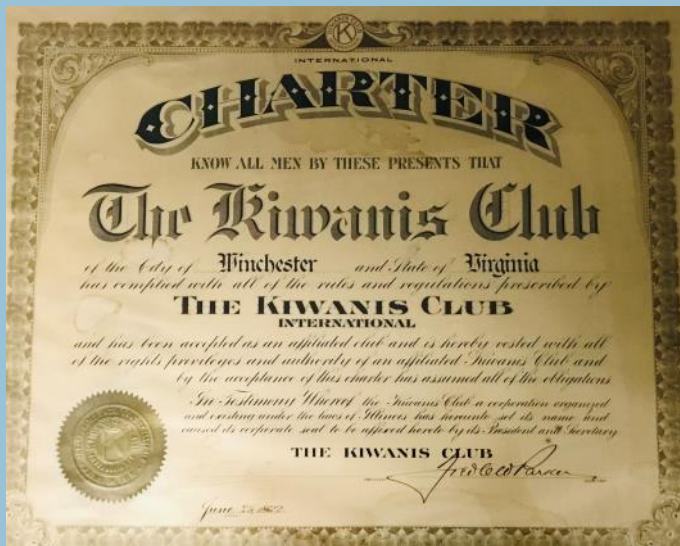 INTERNATIONAL
CHARTER
KNOW ALL MEN BY THESE PRESENTS THAT
The Kiwanis Club
of the City of Winchester and State of Virginia
has complied with all of the rules and regulations prescribed by
THE KIWANIS CLUB
INTERNATIONAL
and has been accepted as an affiliated club and is hereby vested with all
of the rights privileges and authority of an affiliated Kiwanis Club and
by the acceptance of this charter has assumed all of the obligations
In Testimony Whereof the Kiwanis Club a corporation organized
and existing under the laws of Illinois has hereunto set its name and
caused its corporate seal to be affixed hereto by its President and Secretary
THE KIWANIS CLUB
Parker
June